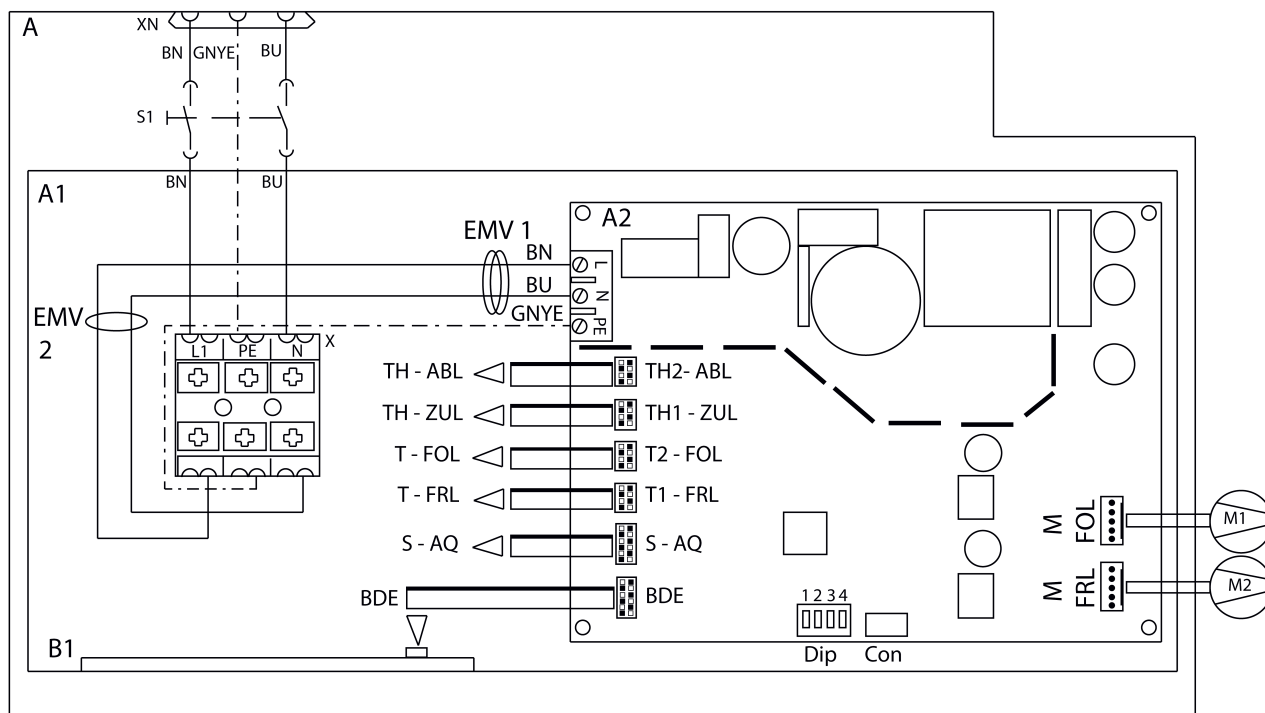 A
XN
BN GNYE BU
S1
BN BU
A1
EMV 1
BN
BU
GNYE
L
N
PE
A2
EMV
2
X
L1 PE N
TH - ABL TH2- ABL
TH - ZUL TH1 - ZUL
T - FOL T2 - FOL
T - FRL T1 - FRL
S - AQ S - AQ
BDE BDE
M
FOL
M1
M
FRL
M2
1 2 3 4
Dip Con
B1